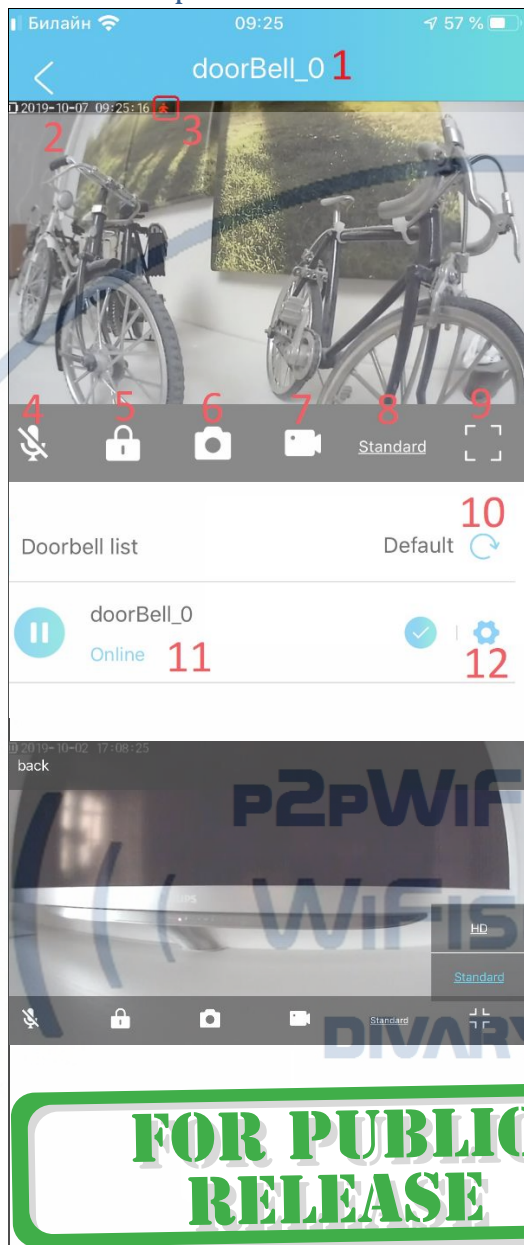 Билайн 09:25 57 %
doorBell_0 1
2019-10-07 09:25:16
2 3
4 5 6 7 8 9
Standard
10
Doorbell list Default
doorBell_0
Online 11 12
2019-10-02 17:08:25
back
P2PWiF
WiFis
HD
Standard
Standard
DIVARY
FOR PUBLIC
RELEASE